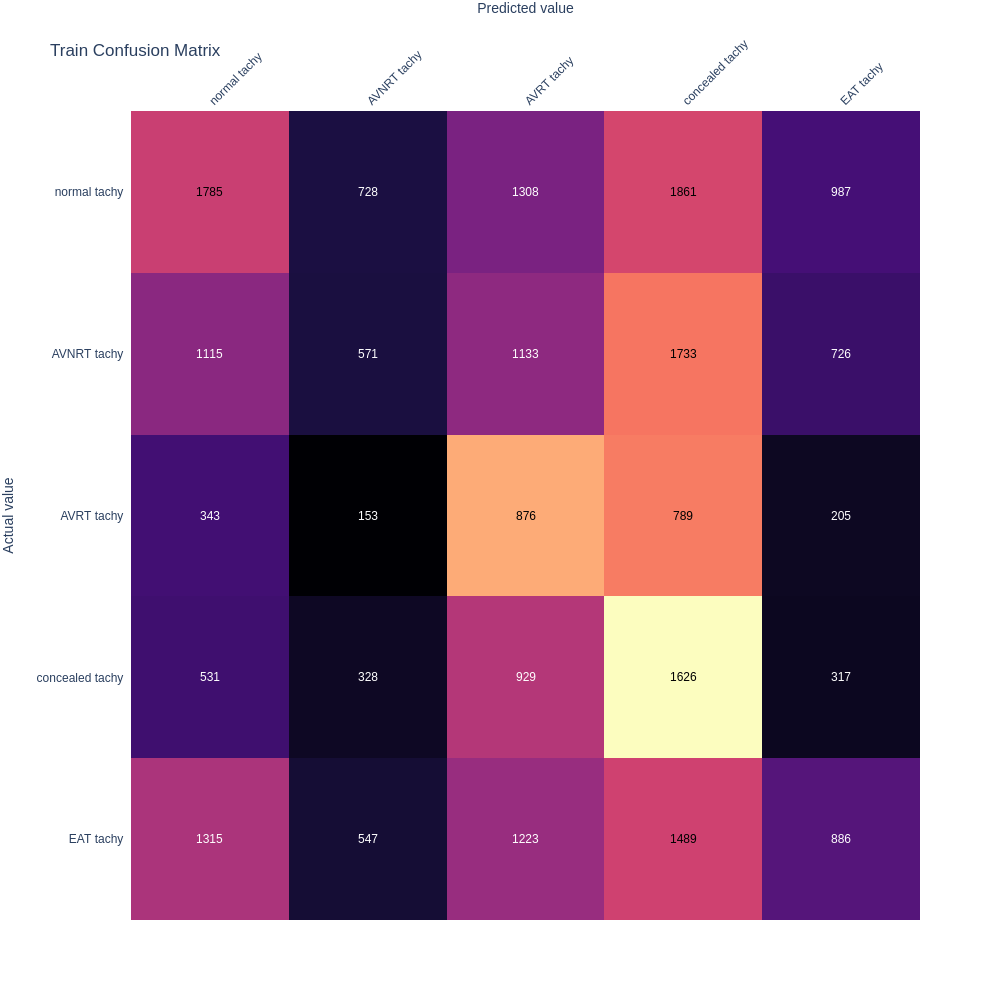 Predicted value
Train Confusion Matrix
normal tachy AVNRT tachy AVRT tachy concealed tachy EAT tachy
normal tachy 1785 728 1308 1861 987
AVNRT tachy 1115 571 1133 1733 726
Actual value
AVRT tachy 343 153 876 789 205
concealed tachy 531 328 929 1626 317
EAT tachy 1315 547 1223 1489 886